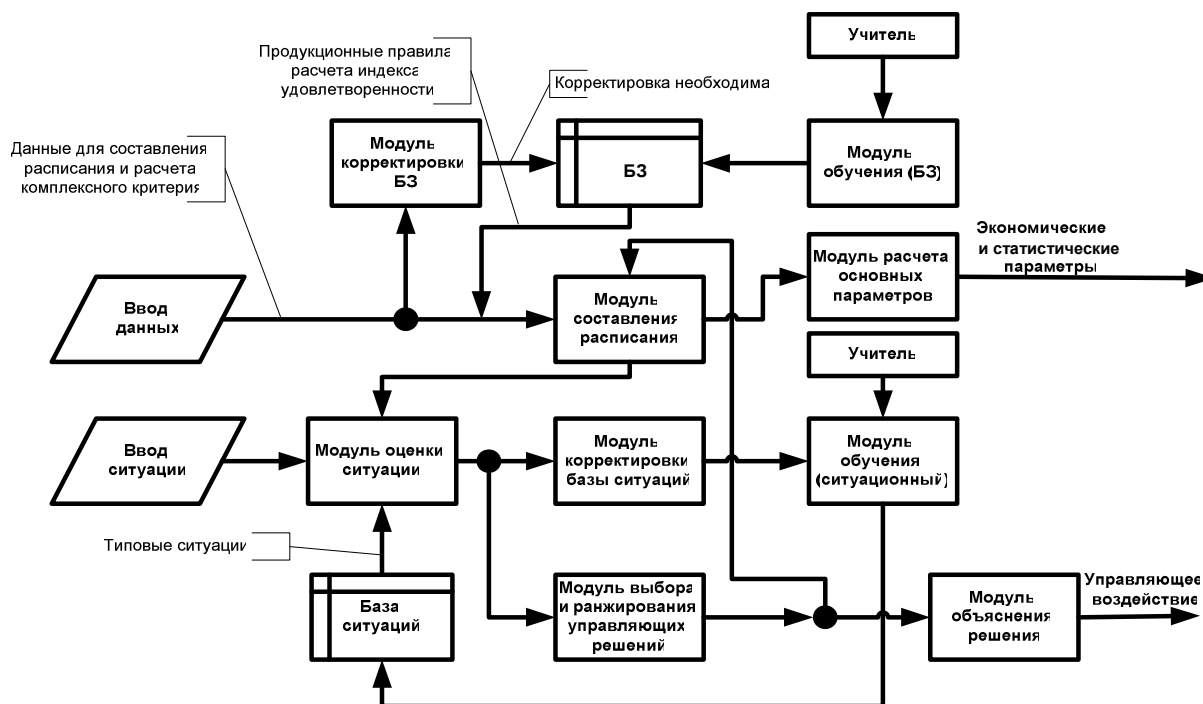 Продукционные правила
расчета индекса
удовлетворенности
Корректировка необходима
Учитель
Данные для составления
расписания и расчета
комплексного критерия
Модуль
корректировки
БЗ
БЗ
Модуль
обучения (БЗ)
Экономические
и статистические
параметры
Ввод
данных
Модуль
составления
расписания
Модуль расчета
основных
параметров
Учитель
Ввод
ситуации
Модуль оценки
ситуации
Модуль
корректировки
базы ситуаций
Модуль
обучения
(ситуационный)
Типовые ситуации
База
ситуаций
Модуль выбора
и ранжирования
управляющих
решений
Модуль
объяснения
решения
Управляющее
воздействие